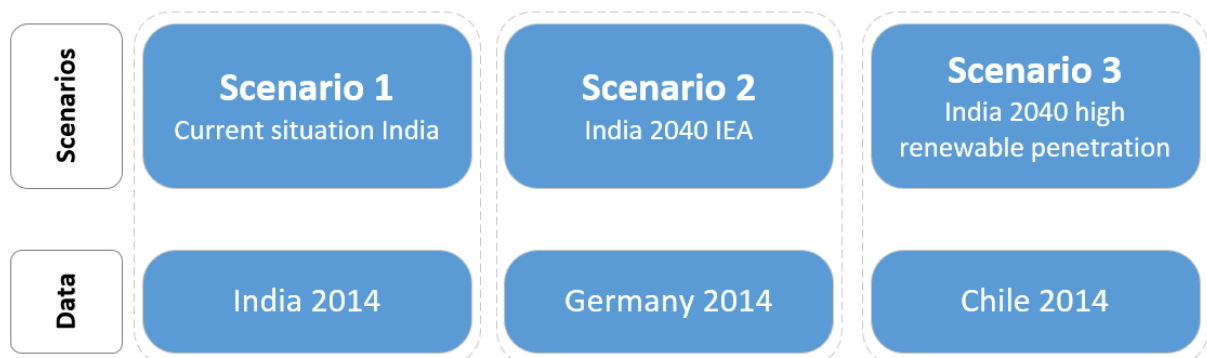 Scenarios
Scenario 1
Current situation India
Scenario 2
India 2040 IEA
Scenario 3
India 2040 high
renewable penetration
Data
India 2014
Germany 2014
Chile 2014